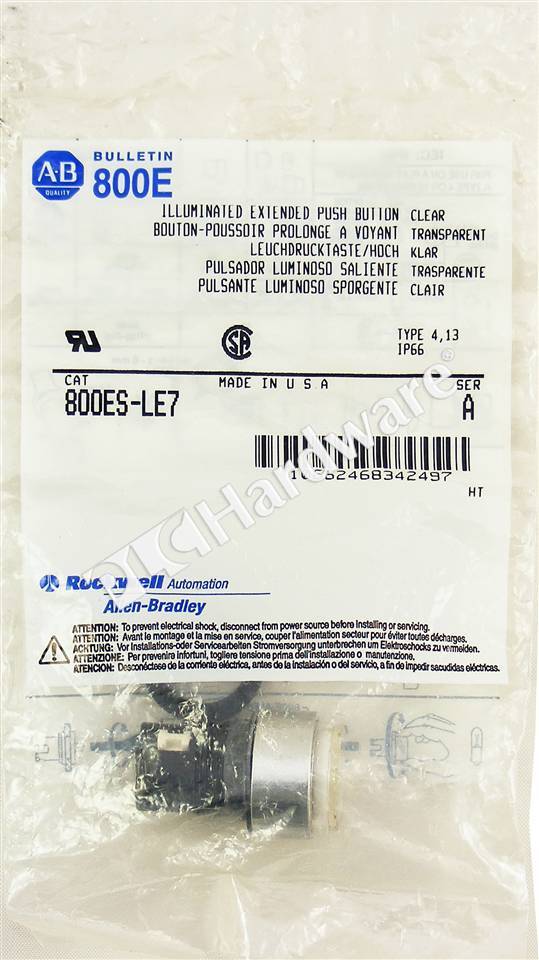 A-B
QUALITY
BULLETIN
800E
ILLUMINATED EXTENDED PUSH BUTTON CLEAR
BOUTON-POUSSOIR PROLONGE A VOYANT TRANSPARENT
LEUCHDRUCKTASTE/HOCH KLAR
PULSADOR LUMINOSO SALIENTE TRASPARENTE
PULSANTE LUMINOSO SPORGENTE CLAIR
TYPE 4,13
IP66
CAT MADE IN U S A SER
800ES-LE7 A
HT
PLCHardware
Rockwell Automation
Allen-Bradley
ATTENTION: To prevent electrical shock, disconnect from power source before installing or servicing.
ATTENTION: Avant le montage et la mise en service, couper l'alimentation secteur pour éviter toutes décharges.
ACHTUNG: Vor Installations-oder Servicearbeiten Stromversorgung unterbrechen um Elektroschocks zu vermeiden.
ATTENZIONE: Per prevenire infortuni, togliere tensione prima dell'installazione o manutenzione.
ATENCION: Desconéctese de la corriente eléctrica, antes de la instalación o del servicio, a fin de impedir sacudidas eléctricas.